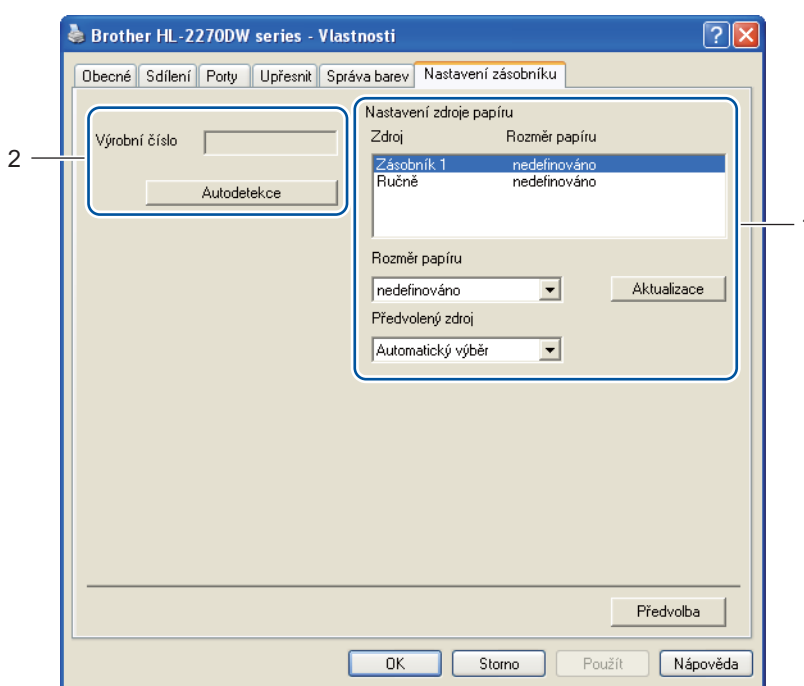 Brother HL-2270DW series - Vlastnosti
Obecné Sdílení Porty Upřesnit Správa barev Nastavení zásobníku
2
Výrobní číslo
Autodetekce
Nastavení zdroje papíru
Zdroj Rozměr papíru
Zásobník 1 nedefinováno
Ručně nedefinováno
Rozměr papíru
nedefinováno Aktualizace
Předvolený zdroj
Automatický výběr
Předvolba
OK Storno Použít Nápověda